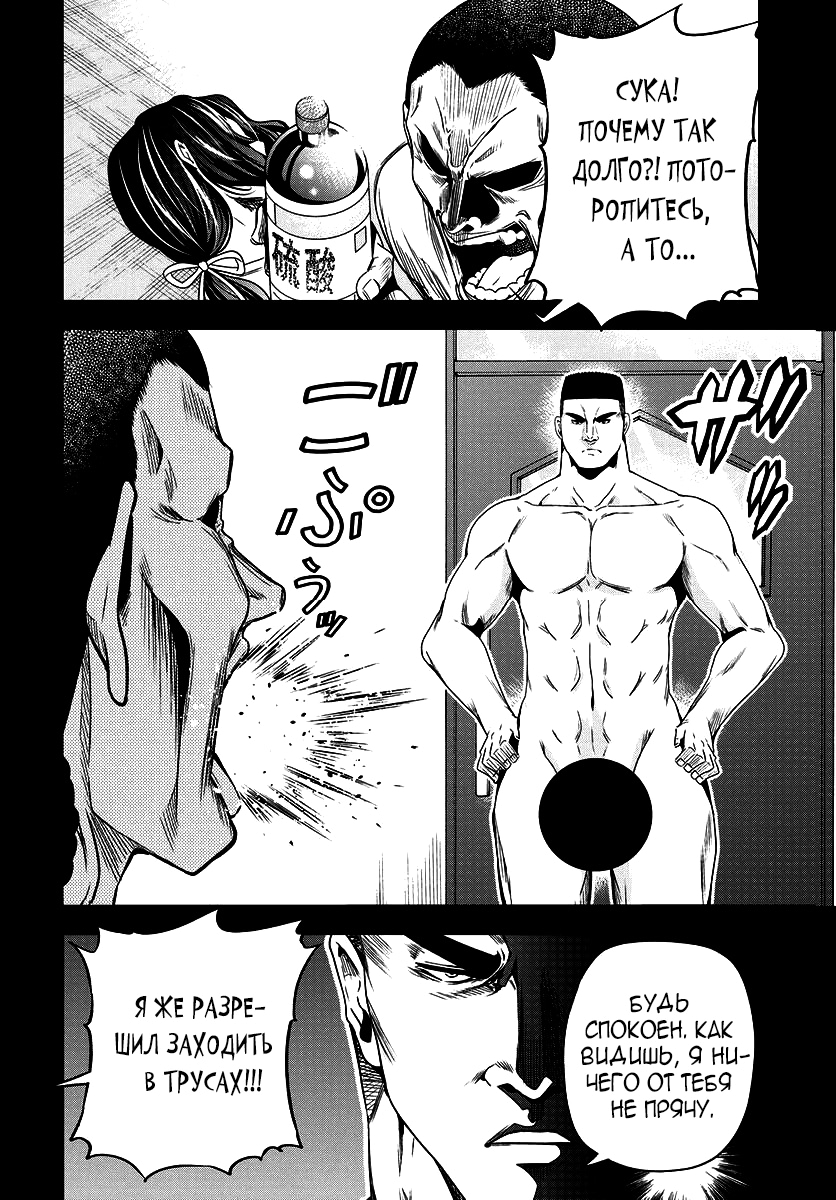 СУКА!
ПОЧЕМУ ТАК
ДОЛГО?! ПОТО-
РОПИТЕСЬ,
А ТО...
硫酸
ザッ
ごぷぅッ
Я ЖЕ РАЗРЕ-
ШИЛ ЗАХОДИТЬ
В ТРУСАХ!!!
БУДЬ
СПОКОЕН. КАК
ВИДИШЬ, Я НИ-
ЧЕГО ОТ ТЕБЯ
НЕ ПРЯЧУ.